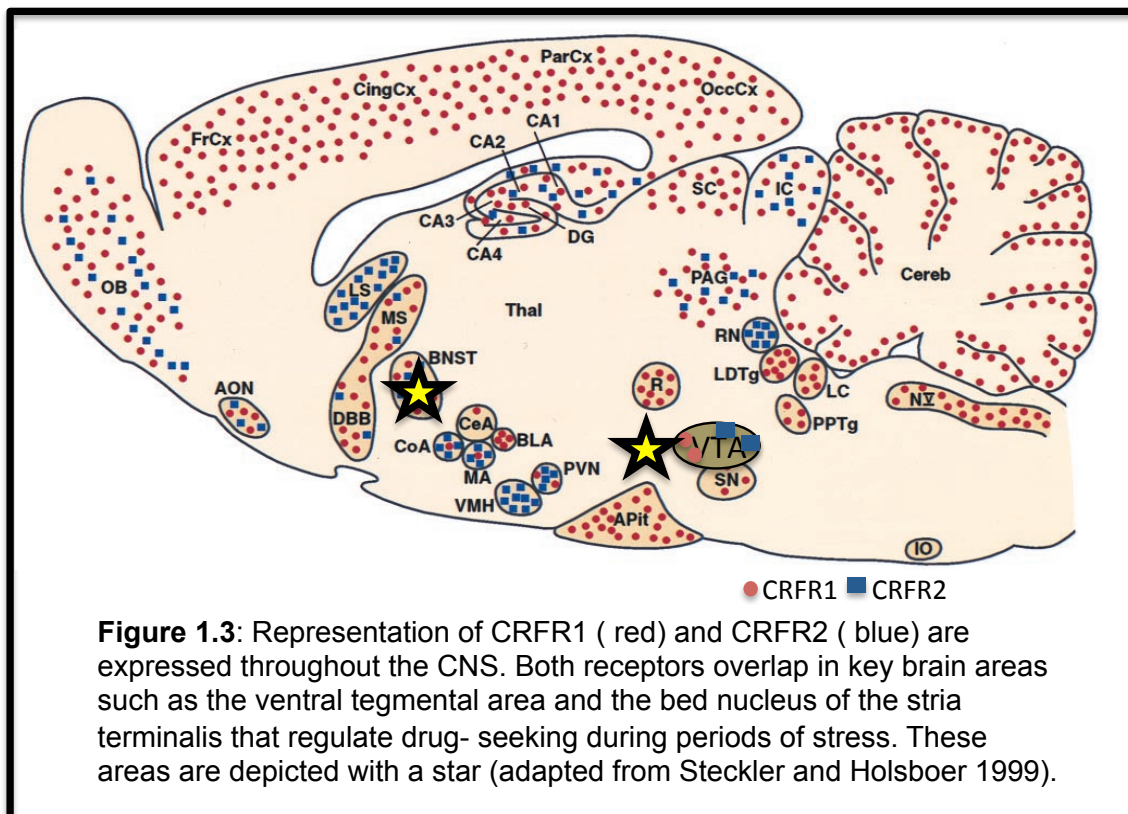 ParCx
CingCx
OccCx
FrCx
CA1
CA2
SC
IC
CA3
DG
CA4
Cereb
PAG
OB
LS
MS
Thal
RN
BNST
LDTg
R
LC
AON
NV
DBB
CeA
PPTg
CoA
BLA
VTA
MA
PVN
SN
VMH
APit
IO
CRFR1 CRFR2
Figure 1.3: Representation of CRFR1 ( red) and CRFR2 ( blue) are
expressed throughout the CNS. Both receptors overlap in key brain areas
such as the ventral tegmental area and the bed nucleus of the stria
terminalis that regulate drug- seeking during periods of stress. These
areas are depicted with a star (adapted from Steckler and Holsboer 1999).